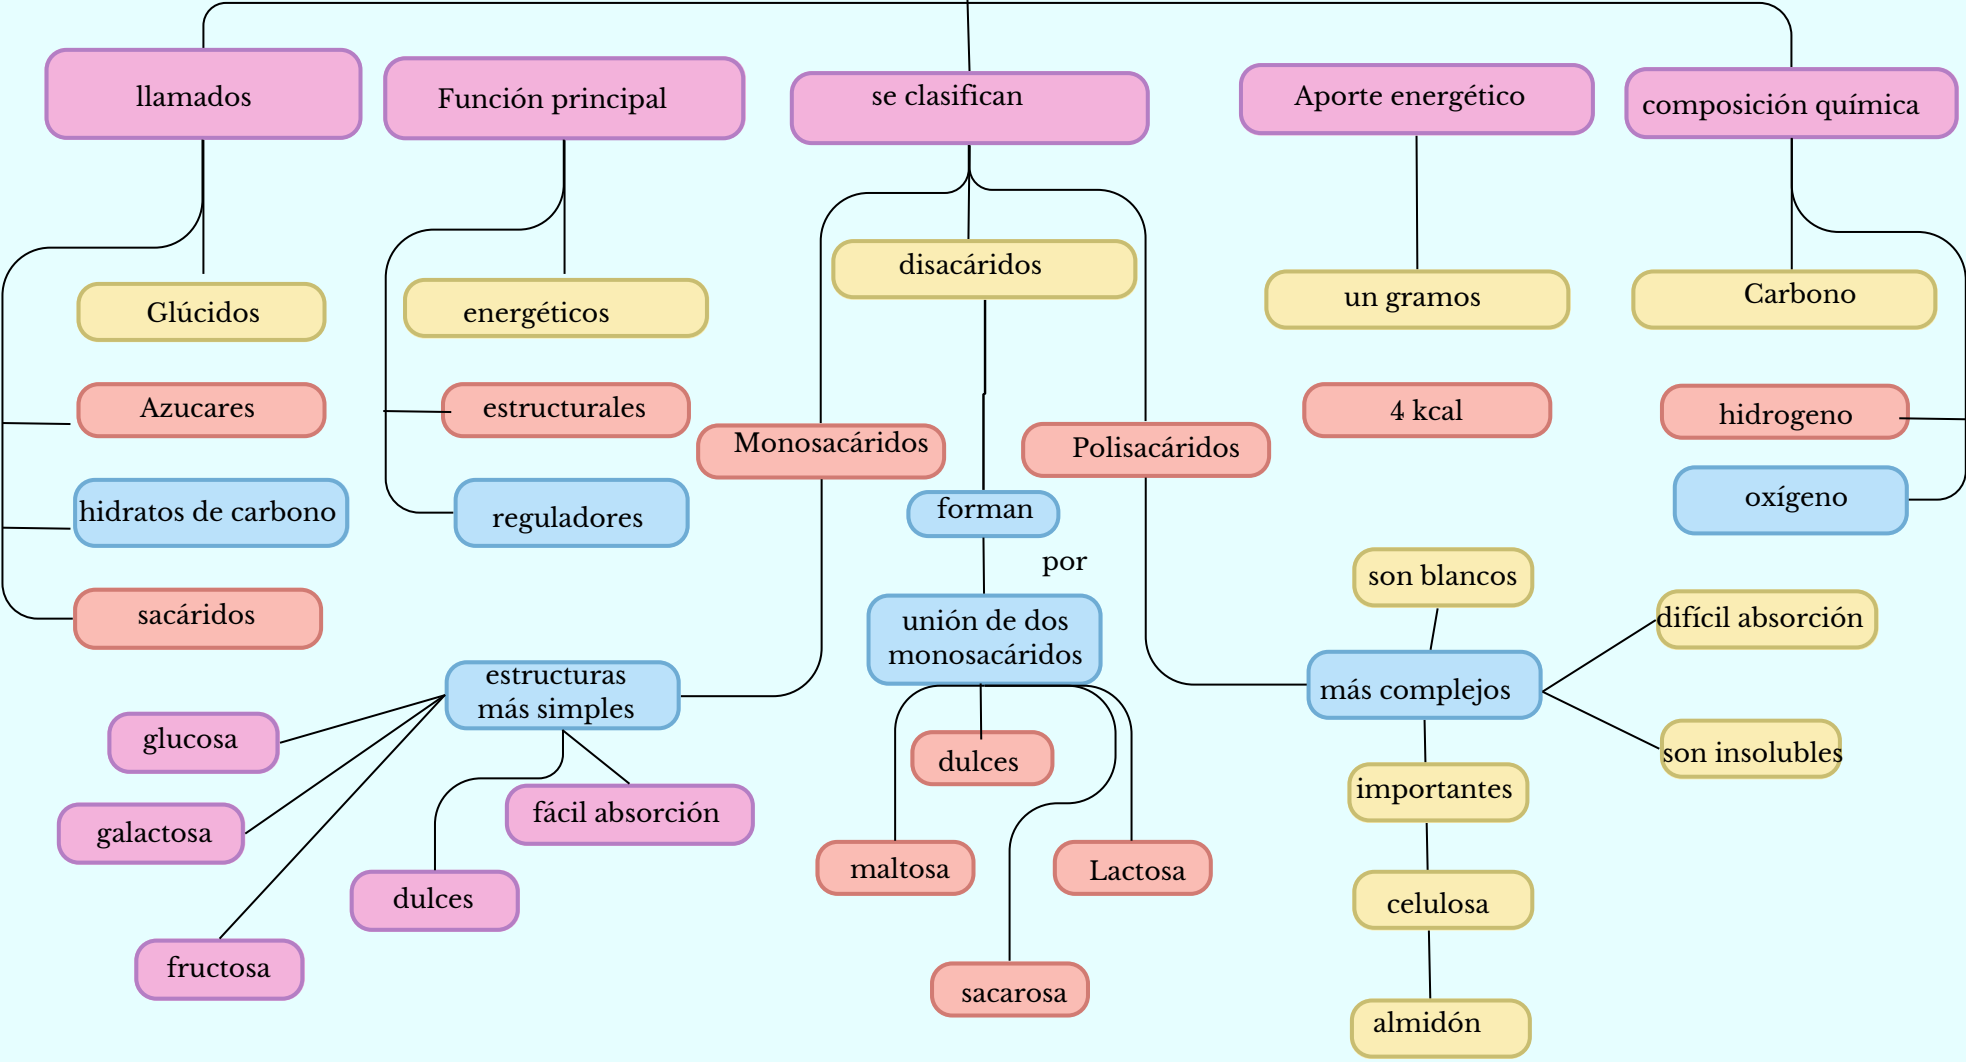 llamados
Función principal
se clasifican
Aporte energético
composición química
Glúcidos
energéticos
disacáridos
un gramos
Carbono
Azucares
estructurales
Monosacáridos
Polisacáridos
4 kcal
hidrogeno
hidratos de carbono
reguladores
forman
oxígeno
por
son blancos
sacáridos
unión de dos
monosacáridos
difícil absorción
estructuras
más simples
más complejos
glucosa
dulces
son insolubles
galactosa
fácil absorción
importantes
dulces
maltosa
Lactosa
celulosa
fructosa
sacarosa
almidón